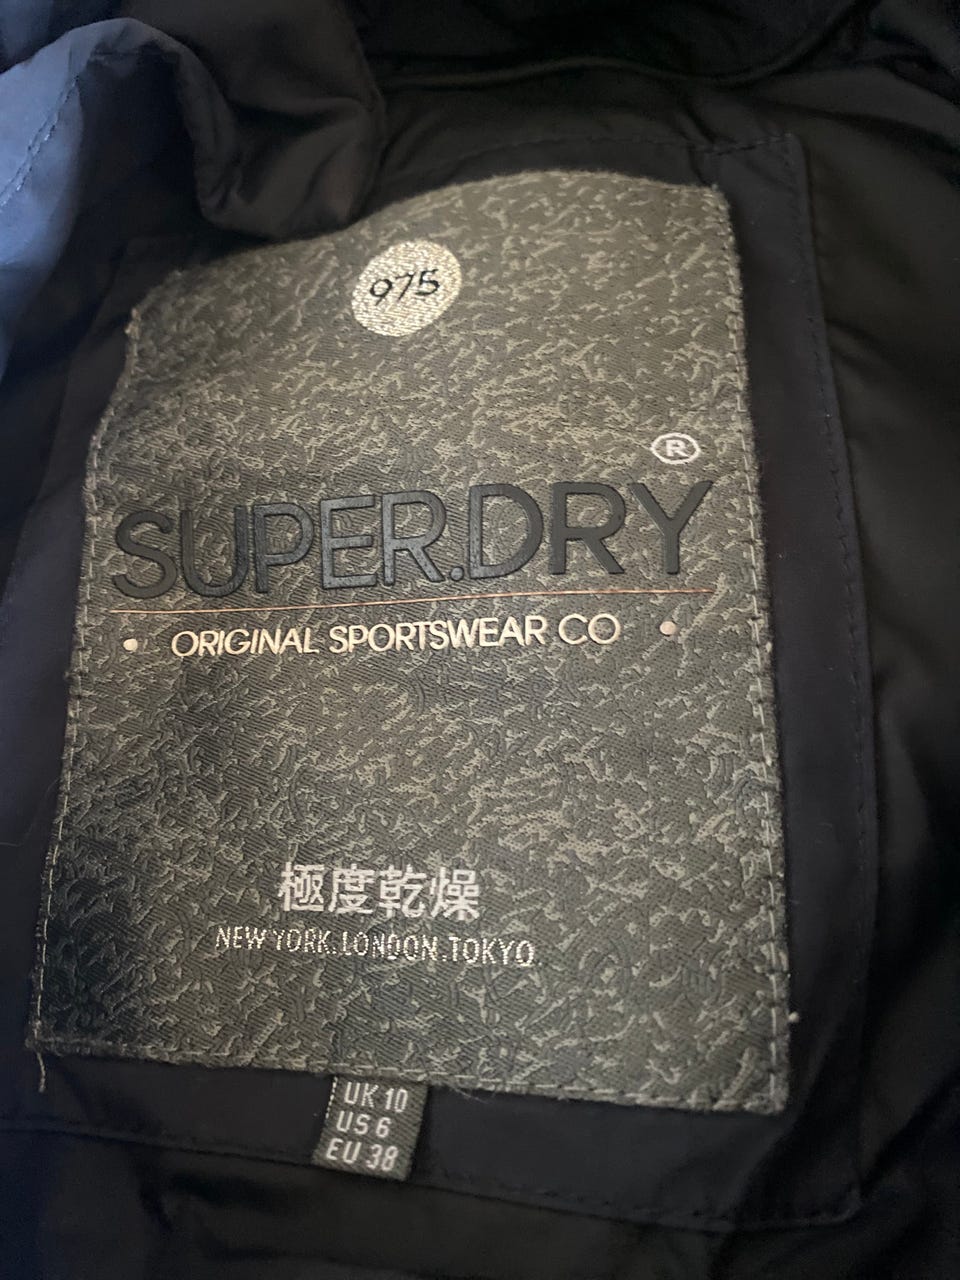 975
®
SUPER.DRY
• ORIGINAL SPORTSWEAR CO •
極度乾燥
NEW YORK.LONDON.TOKYO
UK 10
US 6
EU 38